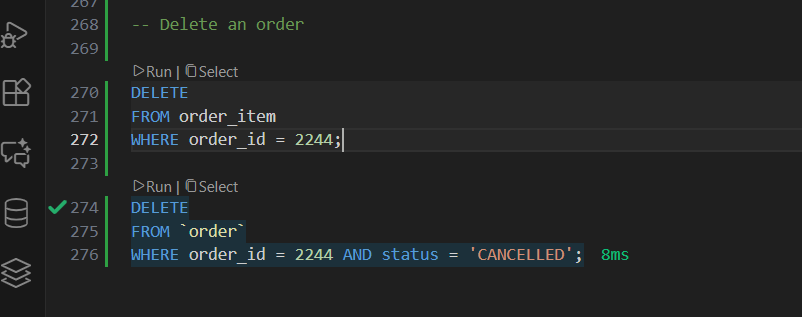 267
268 -- Delete an order
269
Run | Select
270 DELETE
271 FROM order_item
272 WHERE order_id = 2244;
273
Run | Select
274 DELETE
275 FROM `order`
276 WHERE order_id = 2244 AND status = 'CANCELLED'; 8ms